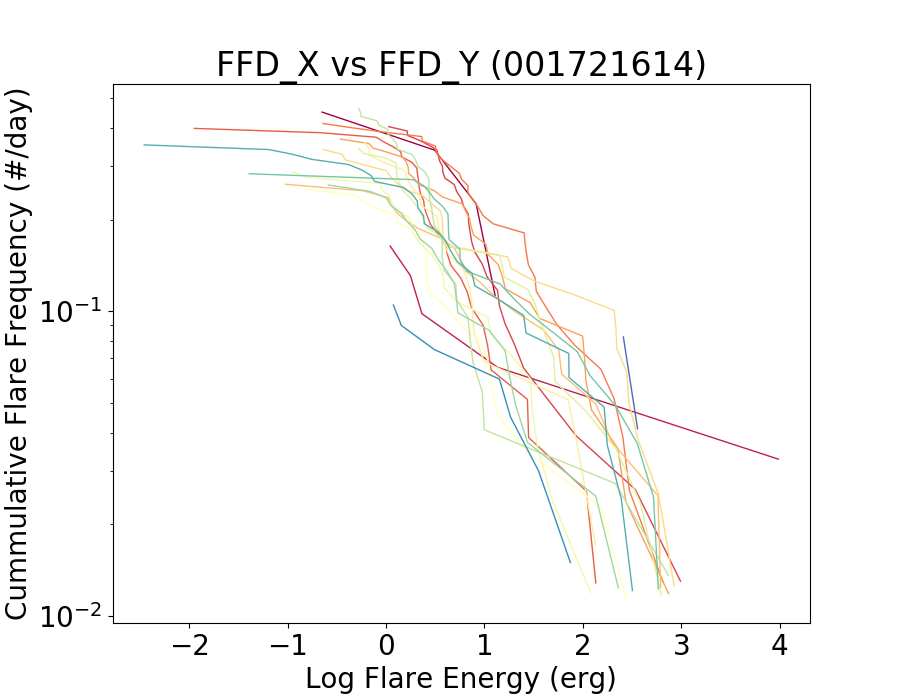 FFD_X vs FFD_Y (001721614)
Cummulative Flare Frequency (#/day)
10⁻¹
10⁻²
−2 −1 0 1 2 3 4
Log Flare Energy (erg)